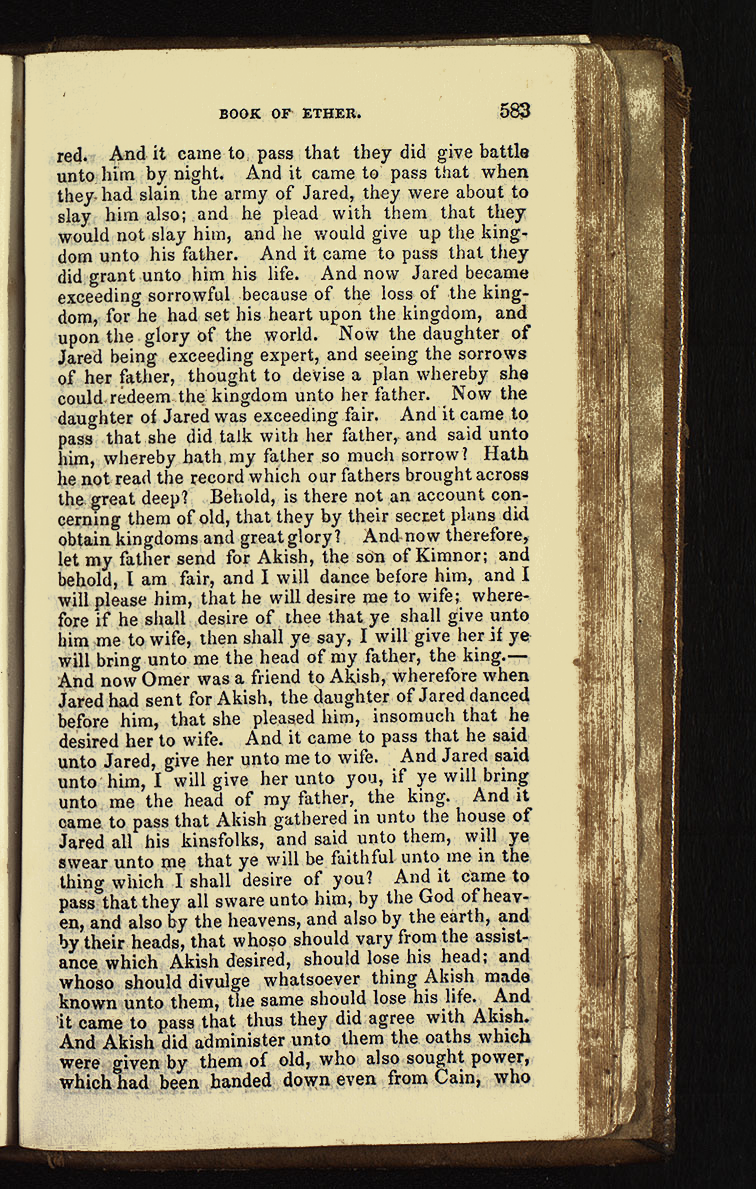 BOOK OF ETHER. 583
red. And it came to pass that they did give battle
unto him by night. And it came to pass that when
they had slain the army of Jared, they were about to
slay him also; and he plead with them that they
would not slay him, and he would give up the king-
dom unto his father. And it came to pass that they
did grant unto him his life. And now Jared became
exceeding sorrowful because of the loss of the king-
dom, for he had set his heart upon the kingdom, and
upon the glory of the world. Now the daughter of
Jared being exceeding expert, and seeing the sorrows
of her father, thought to devise a plan whereby she
could redeem the kingdom unto her father. Now the
daughter of Jared was exceeding fair. And it came to
pass that she did talk with her father, and said unto
him, whereby hath my father so much sorrow? Hath
he not read the record which our fathers brought across
the great deep? Behold, is there not an account con-
cerning them of old, that they by their secret plans did
obtain kingdoms and great glory? And now therefore,
let my father send for Akish, the son of Kimnor; and
behold, I am fair, and I will dance before him, and I
will please him, that he will desire me to wife; where-
fore if he shall desire of thee that ye shall give unto
him me to wife, then shall ye say, I will give her if ye
will bring unto me the head of my father, the king.—
And now Omer was a friend to Akish, wherefore when
Jared had sent for Akish, the daughter of Jared danced
before him, that she pleased him, insomuch that he
desired her to wife. And it came to pass that he said
unto Jared, give her unto me to wife. And Jared said
unto him, I will give her unto you, if ye will bring
unto me the head of my father, the king. And it
came to pass that Akish gathered in unto the house of
Jared all his kinsfolks, and said unto them, will ye
swear unto me that ye will be faithful unto me in the
thing which I shall desire of you? And it came to
pass that they all sware unto him, by the God of heav-
en, and also by the heavens, and also by the earth, and
by their heads, that whoso should vary from the assist-
ance which Akish desired, should lose his head; and
whoso should divulge whatsoever thing Akish made
known unto them, the same should lose his life. And
it came to pass that thus they did agree with Akish.
And Akish did administer unto them the oaths which
were given by them of old, who also sought power,
which had been handed down even from Cain, who